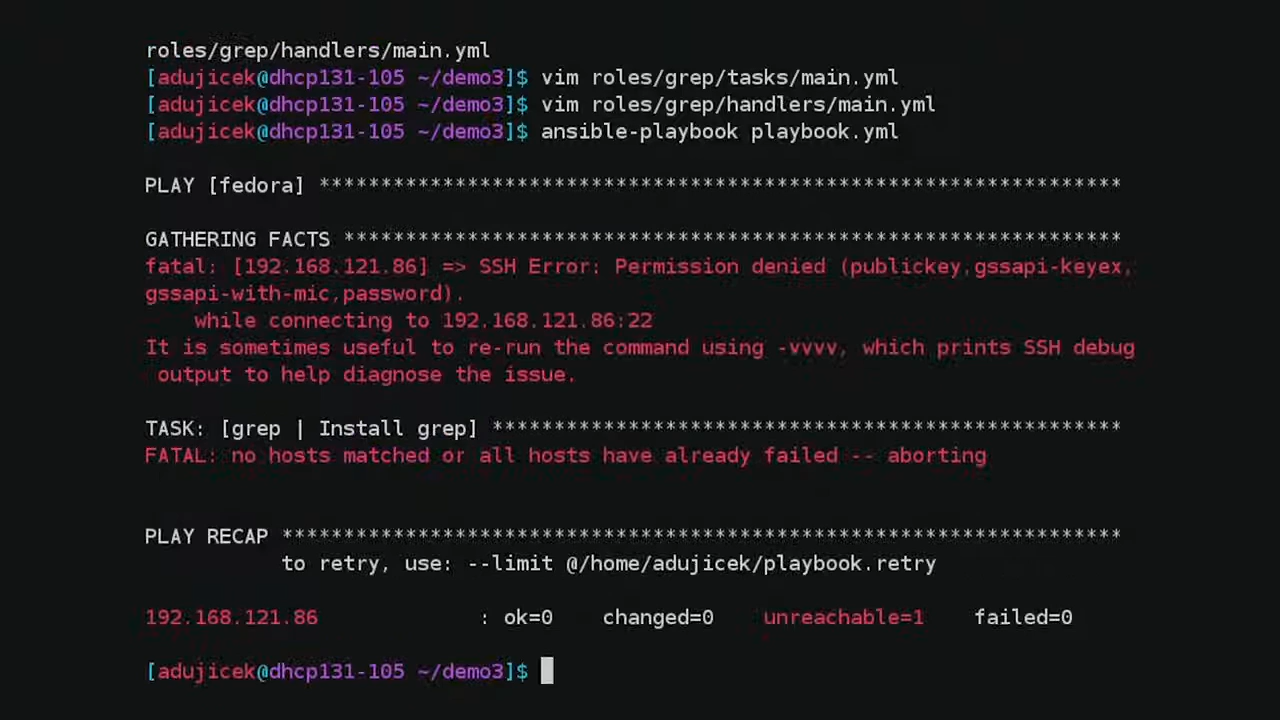 roles/grep/handlers/main.yml
[adujicek@dhcp131-105 ~/demo3]$ vim roles/grep/tasks/main.yml
[adujicek@dhcp131-105 ~/demo3]$ vim roles/grep/handlers/main.yml
[adujicek@dhcp131-105 ~/demo3]$ ansible-playbook playbook.yml
PLAY [fedora] *****************************************************************
GATHERING FACTS ***************************************************************
fatal: [192.168.121.86] => SSH Error: Permission denied (publickey,gssapi-keyex,
gssapi-with-mic,password).
    while connecting to 192.168.121.86:22
It is sometimes useful to re-run the command using -vvvv, which prints SSH debug
 output to help diagnose the issue.
TASK: [grep | Install grep] ***************************************************
FATAL: no hosts matched or all hosts have already failed -- aborting
PLAY RECAP ********************************************************************
           to retry, use: --limit @/home/adujicek/playbook.retry
192.168.121.86             : ok=0    changed=0    unreachable=1    failed=0
[adujicek@dhcp131-105 ~/demo3]$